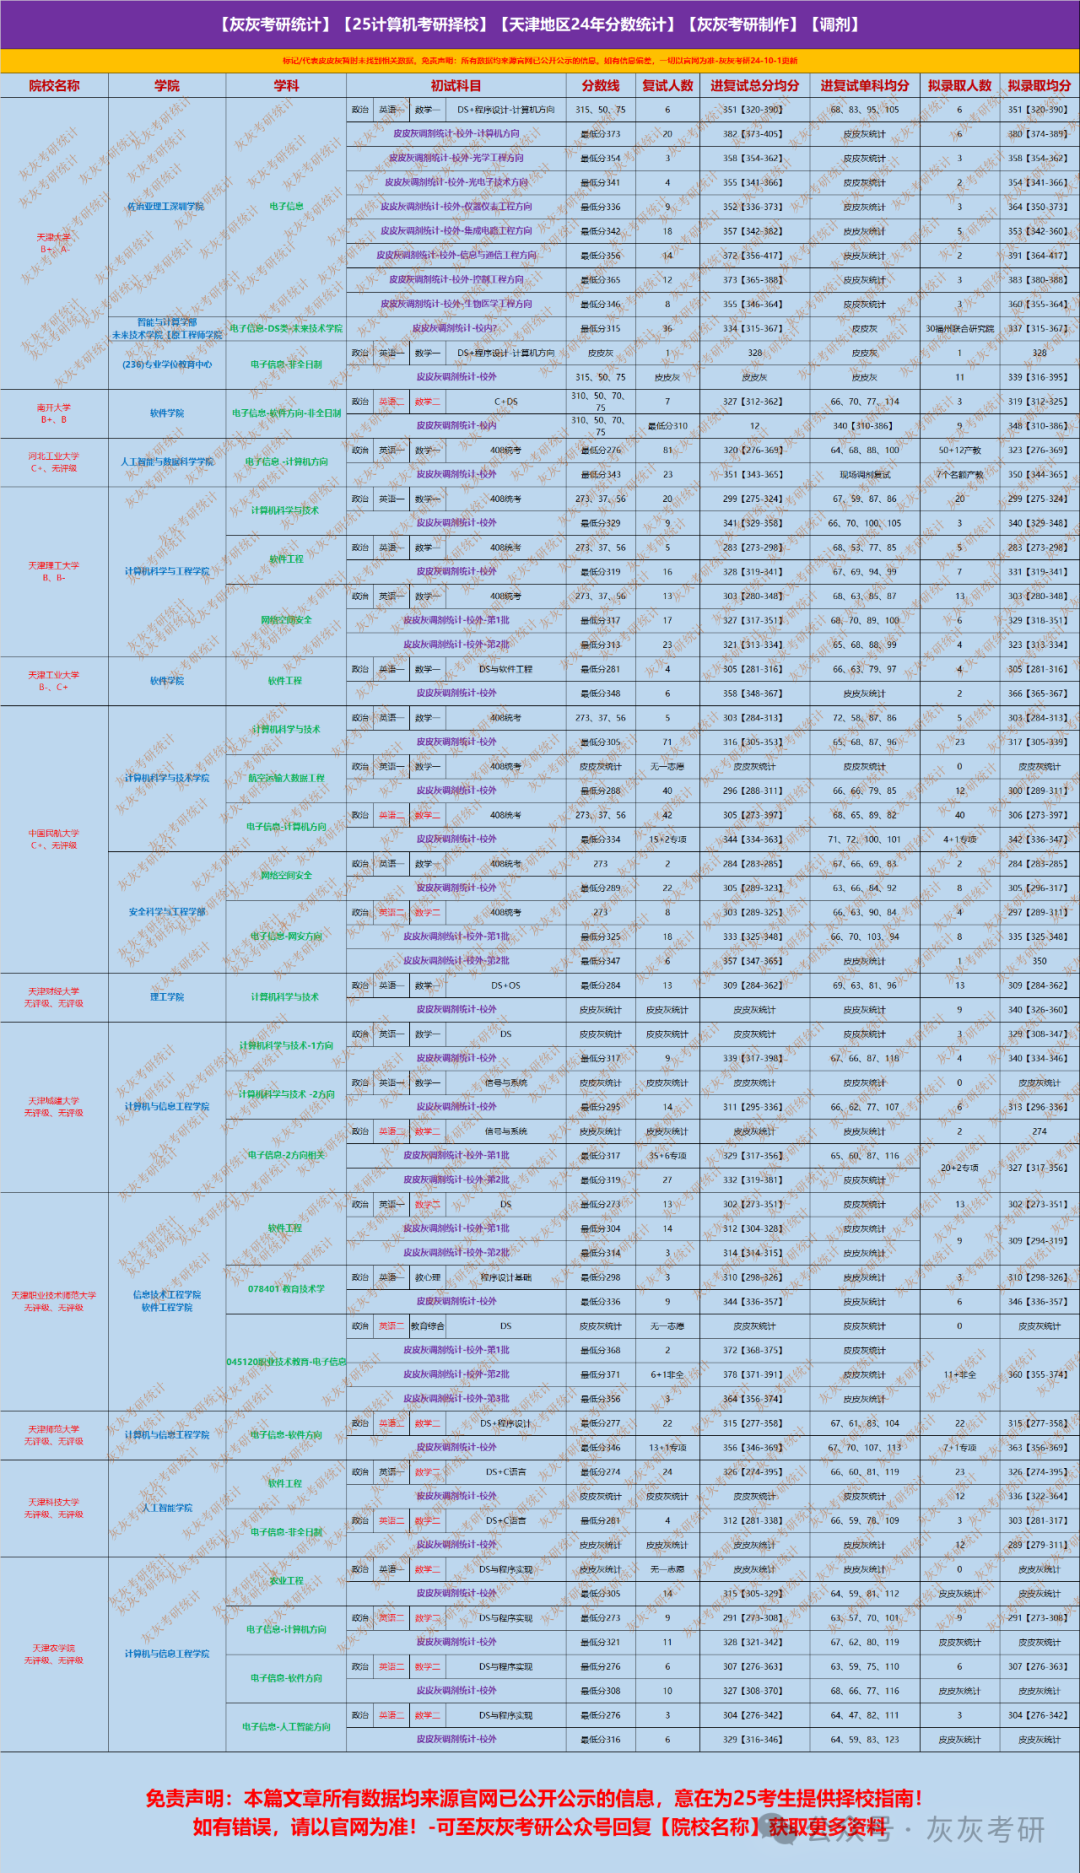 【灰灰考研统计】【25计算机考研择校】【天津地区24年分数统计】【灰灰考研制作】【调剂】
标记/代表皮皮灰暂时未找到相关数据，免责声明：所有数据均来源官网已公开公示的信息，如有信息偏差，一切以官网为准-灰灰考研24-10-1更新
院校名称 学院 学科 初试科目 分数线 复试人数 进复试总分均分 进复试单科均分 拟录取人数 拟录取均分
天津大学
B+、A-
佐治亚理工深圳学院 电子信息
政治 英语一 数学一 DS+程序设计-计算机方向 315、50、75 6 351【320-390】 68、83、95、105 6 351【320-390】
皮皮灰调剂统计-校外-计算机方向 最低分373 20 382【373-405】 皮皮灰统计 6 380【374-389】
皮皮灰调剂统计-校外-光学工程方向 最低分354 3 358【354-362】 皮皮灰统计 3 358【354-362】
皮皮灰调剂统计-校外-光电子技术方向 最低分341 4 355【341-366】 皮皮灰统计 2 354【341-366】
皮皮灰调剂统计-校外-仪器仪表工程方向 最低分336 9 352【336-373】 皮皮灰统计 3 364【350-373】
皮皮灰调剂统计-校外-集成电路工程方向 最低分342 18 357【342-382】 皮皮灰统计 5 353【342-360】
皮皮灰调剂统计-校外-信息与通信工程方向 最低分356 14 372【356-417】 皮皮灰统计 2 391【364-417】
皮皮灰调剂统计-校外-控制工程方向 最低分365 12 373【365-388】 皮皮灰统计 3 383【380-388】
皮皮灰调剂统计-校外-生物医学工程方向 最低分346 8 355【346-364】 皮皮灰统计 3 360【355-364】
智能与计算学部
未来技术学院【原工程师学院 电子信息-DS类-未来技术学院 皮皮灰调剂统计-校内? 最低分315 36 334【315-367】 皮皮灰 30福州联合研究院 337【315-367】
(236)专业学位教育中心 电子信息-非全日制
政治 英语一 数学一 DS+程序设计-计算机方向 皮皮灰 1 328 皮皮灰 1 328
皮皮灰调剂统计-校外 315、50、75 皮皮灰 皮皮灰 皮皮灰 11 339【316-395】
南开大学
B+、B
软件学院 电子信息-软件方向-非全日制
政治 英语二 数学二 C+DS 310、50、70、75 7 327【312-362】 66、70、77、114 3 319【312-325】
皮皮灰调剂统计-校内 310、50、70、75 最低分310 12 340【310-386】 9 348【310-386】
河北工业大学
C+、无评级
人工智能与数据科学学院 电子信息 -计算机方向
政治 英语一 数学一 408统考 最低分276 81 320【276-369】 64、68、88、100 50+12产教 323【276-369】
皮皮灰调剂统计-校外 最低分343 23 351【343-365】 现场调剂复试 7个名额产教 350【344-365】
天津理工大学
B、B-
计算机科学与工程学院
计算机科学与技术
政治 英语一 数学一 408统考 273、37、56 20 299【275-324】 67、59、87、86 20 299【275-324】
皮皮灰调剂统计-校外 最低分329 9 341【329-358】 66、70、100、105 3 340【329-348】
软件工程
政治 英语一 数学一 408统考 273、37、56 5 283【273-298】 68、53、77、85 5 283【273-298】
皮皮灰调剂统计-校外 最低分319 16 328【319-341】 67、69、94、99 7 331【319-341】
网络空间安全
政治 英语一 数学一 408统考 273、37、56 13 303【280-348】 68、63、85、87 13 303【280-348】
皮皮灰调剂统计-校外-第1批 最低分317 17 327【317-351】 68、70、89、100 6 329【318-351】
皮皮灰调剂统计-校外-第2批 最低分313 23 321【313-334】 65、68、88、99 4 323【313-334】
天津工业大学
B-、C+
软件学院 软件工程
政治 英语一 数学一 DS与软件工程 最低分281 4 305【281-316】 66、63、79、97 4 305【281-316】
皮皮灰调剂统计-校外 最低分348 6 358【348-367】 皮皮灰统计 2 366【365-367】
中国民航大学
C+、无评级
计算机科学与技术学院
计算机科学与技术
政治 英语一 数学一 408统考 273、37、56 5 303【284-313】 72、58、87、86 5 303【284-313】
皮皮灰调剂统计-校外 最低分305 71 316【305-353】 65、68、87、96 23 317【305-339】
航空运输大数据工程
政治 英语一 数学一 408统考 皮皮灰统计 无一志愿 皮皮灰统计 皮皮灰统计 0 皮皮灰统计
皮皮灰调剂统计-校外 最低分288 40 296【288-311】 66、66、79、85 12 300【289-311】
电子信息-计算机方向
政治 英语二 数学二 408统考 273、37、56 42 305【273-397】 68、65、89、82 40 306【273-397】
皮皮灰调剂统计-校外 最低分334 15+2专项 344【334-363】 71、72、100、101 4+1专项 342【336-347】
安全科学与工程学部
网络空间安全
政治 英语一 数学一 408统考 273 2 284【283-285】 67、66、69、83 2 284【283-285】
皮皮灰调剂统计-校外 最低分289 22 305【289-323】 63、66、84、92 8 305【296-317】
电子信息-网安方向
政治 英语二 数学二 408统考 273 8 303【289-325】 66、63、90、84 4 297【289-311】
皮皮灰调剂统计-校外-第1批 最低分325 18 333【325-348】 66、70、103、94 8 335【325-348】
皮皮灰调剂统计-校外-第2批 最低分347 6 357【347-365】 皮皮灰统计 1 350
天津财经大学
无评级、无评级
理工学院 计算机科学与技术
政治 英语一 数学一 DS+OS 最低分284 13 309【284-362】 69、63、81、96 13 309【284-362】
皮皮灰调剂统计-校外 皮皮灰统计 皮皮灰统计 皮皮灰统计 皮皮灰统计 9 340【326-360】
天津城建大学
无评级、无评级
计算机与信息工程学院
计算机科学与技术-1方向
政治 英语一 数学一 DS 皮皮灰统计 皮皮灰统计 皮皮灰统计 皮皮灰统计 3 329【308-347】
皮皮灰调剂统计-校外 最低分317 9 339【317-398】 67、66、87、118 4 340【334-346】
计算机科学与技术 -2方向
政治 英语一 数学一 信号与系统 皮皮灰统计 皮皮灰统计 皮皮灰统计 皮皮灰统计 0 皮皮灰统计
皮皮灰调剂统计-校外 最低分295 14 311【295-336】 66、62、77、107 6 313【296-336】
电子信息-2方向相关
政治 英语二 数学二 信号与系统 皮皮灰统计 皮皮灰统计 皮皮灰统计 皮皮灰统计 2 274
皮皮灰调剂统计-校外-第1批 最低分317 35+6专项 329【317-356】 65、60、87、116 20+2专项 327【317-356】
皮皮灰调剂统计-校外-第2批 最低分319 27 332【319-381】 皮皮灰统计
天津职业技术师范大学
无评级、无评级
信息技术工程学院
软件工程学院
软件工程
政治 英语一 数学二 DS 最低分273 13 302【273-351】 皮皮灰统计 13 302【273-351】
皮皮灰调剂统计-校外-第1批 最低分304 14 312【304-328】 皮皮灰统计 9 309【294-319】
皮皮灰调剂统计-校外-第2批 最低分314 3 314【314-315】 皮皮灰统计
078401 教育技术学
政治 英语一 教心理 程序设计基础 最低分298 3 310【298-326】 皮皮灰统计 3 310【298-326】
皮皮灰调剂统计-校外 最低分336 9 344【336-357】 皮皮灰统计 6 346【336-357】
045120职业技术教育-电子信息
政治 英语二 教育综合 DS 皮皮灰统计 无一志愿 皮皮灰统计 皮皮灰统计 0 皮皮灰统计
皮皮灰调剂统计-校外-第1批 最低分368 2 372【368-375】 皮皮灰统计
皮皮灰调剂统计-校外-第2批 最低分371 6+1非全 378【371-391】 皮皮灰统计 11+非全 360【355-374】
皮皮灰调剂统计-校外-第3批 最低分356 3 364【356-374】 皮皮灰统计
天津师范大学
无评级、无评级
计算机与信息工程学院 电子信息-软件方向
政治 英语二 数学二 DS+程序设计 最低分277 22 315【277-358】 67、61、83、104 22 315【277-358】
皮皮灰调剂统计-校外 最低分346 13+1专项 356【346-369】 67、70、107、113 7+1专项 363【356-369】
天津科技大学
无评级、无评级
人工智能学院
软件工程
政治 英语一 数学二 DS+C语言 最低分274 24 326【274-395】 66、60、81、119 23 326【274-395】
皮皮灰调剂统计-校外 皮皮灰统计 皮皮灰统计 皮皮灰统计 皮皮灰统计 12 336【322-364】
电子信息-非全日制
政治 英语二 数学二 DS+C语言 最低分281 4 312【281-338】 66、59、78、109 3 303【281-317】
皮皮灰调剂统计-校外 皮皮灰统计 皮皮灰统计 皮皮灰统计 皮皮灰统计 12 289【279-311】
天津农学院
无评级、无评级
计算机与信息工程学院
农业工程
政治 英语一 数学二 DS与程序实现 皮皮灰统计 无一志愿 皮皮灰统计 皮皮灰统计 0 皮皮灰统计
皮皮灰调剂统计-校外 最低分305 14 315【305-329】 64、59、81、112 皮皮灰统计 皮皮灰统计
电子信息-计算机方向
政治 英语二 数学二 DS与程序实现 最低分273 9 291【273-308】 63、57、70、101 9 291【273-308】
皮皮灰调剂统计-校外 最低分321 11 328【321-342】 67、62、80、119 皮皮灰统计 皮皮灰统计
电子信息-软件方向
政治 英语二 数学二 DS与程序实现 最低分276 6 307【276-363】 63、59、75、110 6 307【276-363】
皮皮灰调剂统计-校外 最低分308 10 327【308-370】 68、66、77、116 皮皮灰统计 皮皮灰统计
电子信息-人工智能方向
政治 英语二 数学二 DS与程序实现 最低分276 3 304【276-342】 64、47、82、111 3 304【276-342】
皮皮灰调剂统计-校外 最低分316 6 329【316-346】 64、59、83、123 皮皮灰统计 皮皮灰统计
免责声明：本篇文章所有数据均来源官网已公开公示的信息，意在为25考生提供择校指南！
如有错误，请以官网为准！-可至灰灰考研公众号回复【院校名称】获取更多资料
公众号 · 灰灰考研